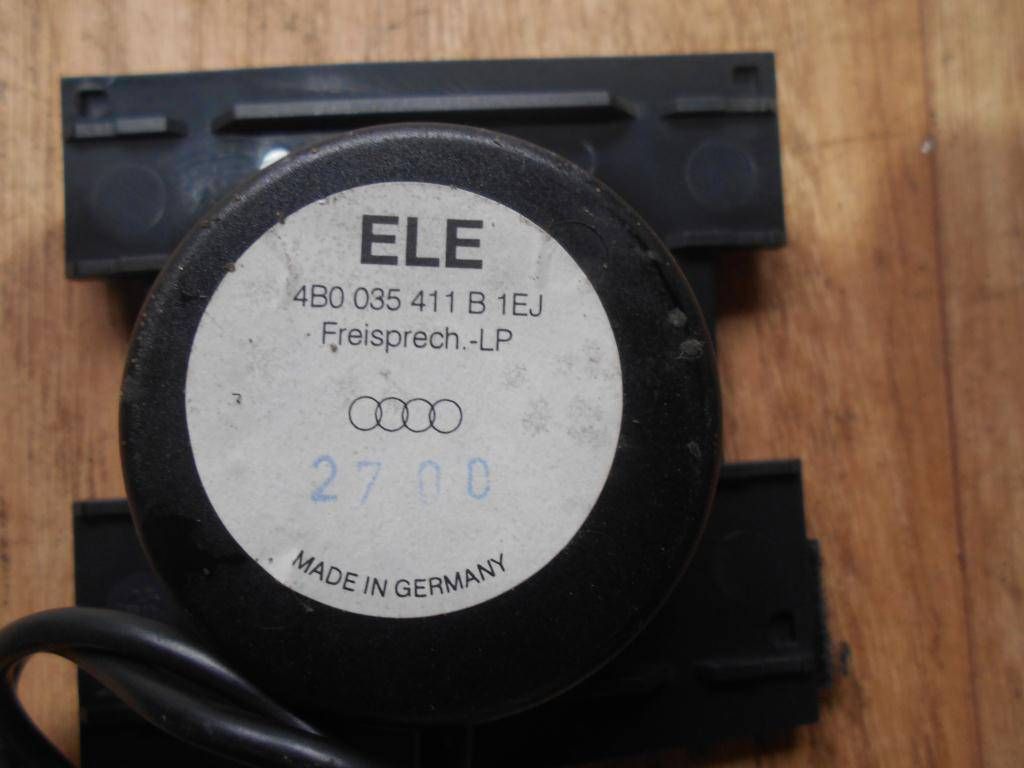 ELE
4B0 035 411 B 1EJ
Freisprech.-LP
2700
MADE IN GERMANY